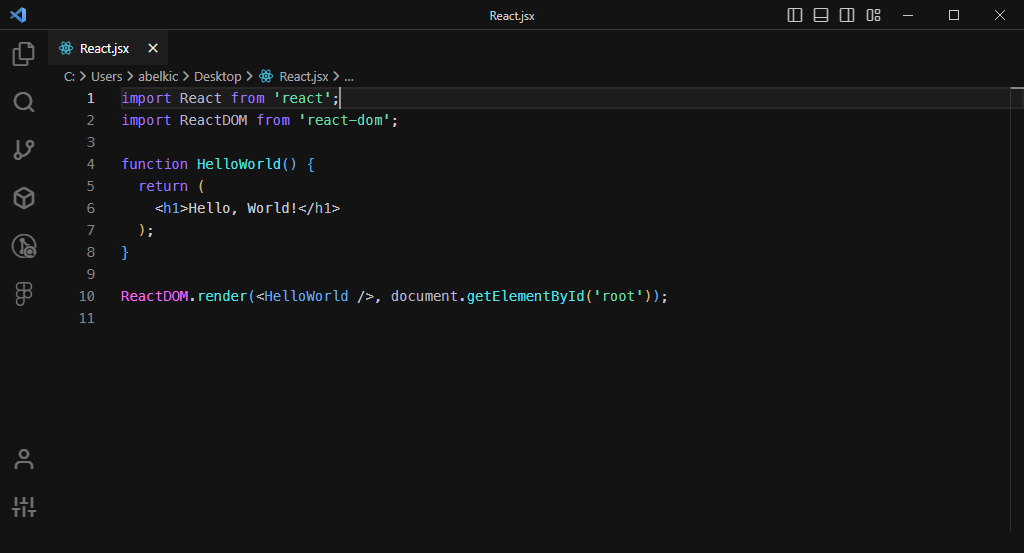 React.jsx
React.jsx
C: > Users > abelkic > Desktop > React.jsx > ...
1 import React from 'react';
2 import ReactDOM from 'react-dom';
3
4 function HelloWorld() {
5   return (
6     <h1>Hello, World!</h1>
7   );
8 }
9
10 ReactDOM.render(<HelloWorld />, document.getElementById('root'));
11